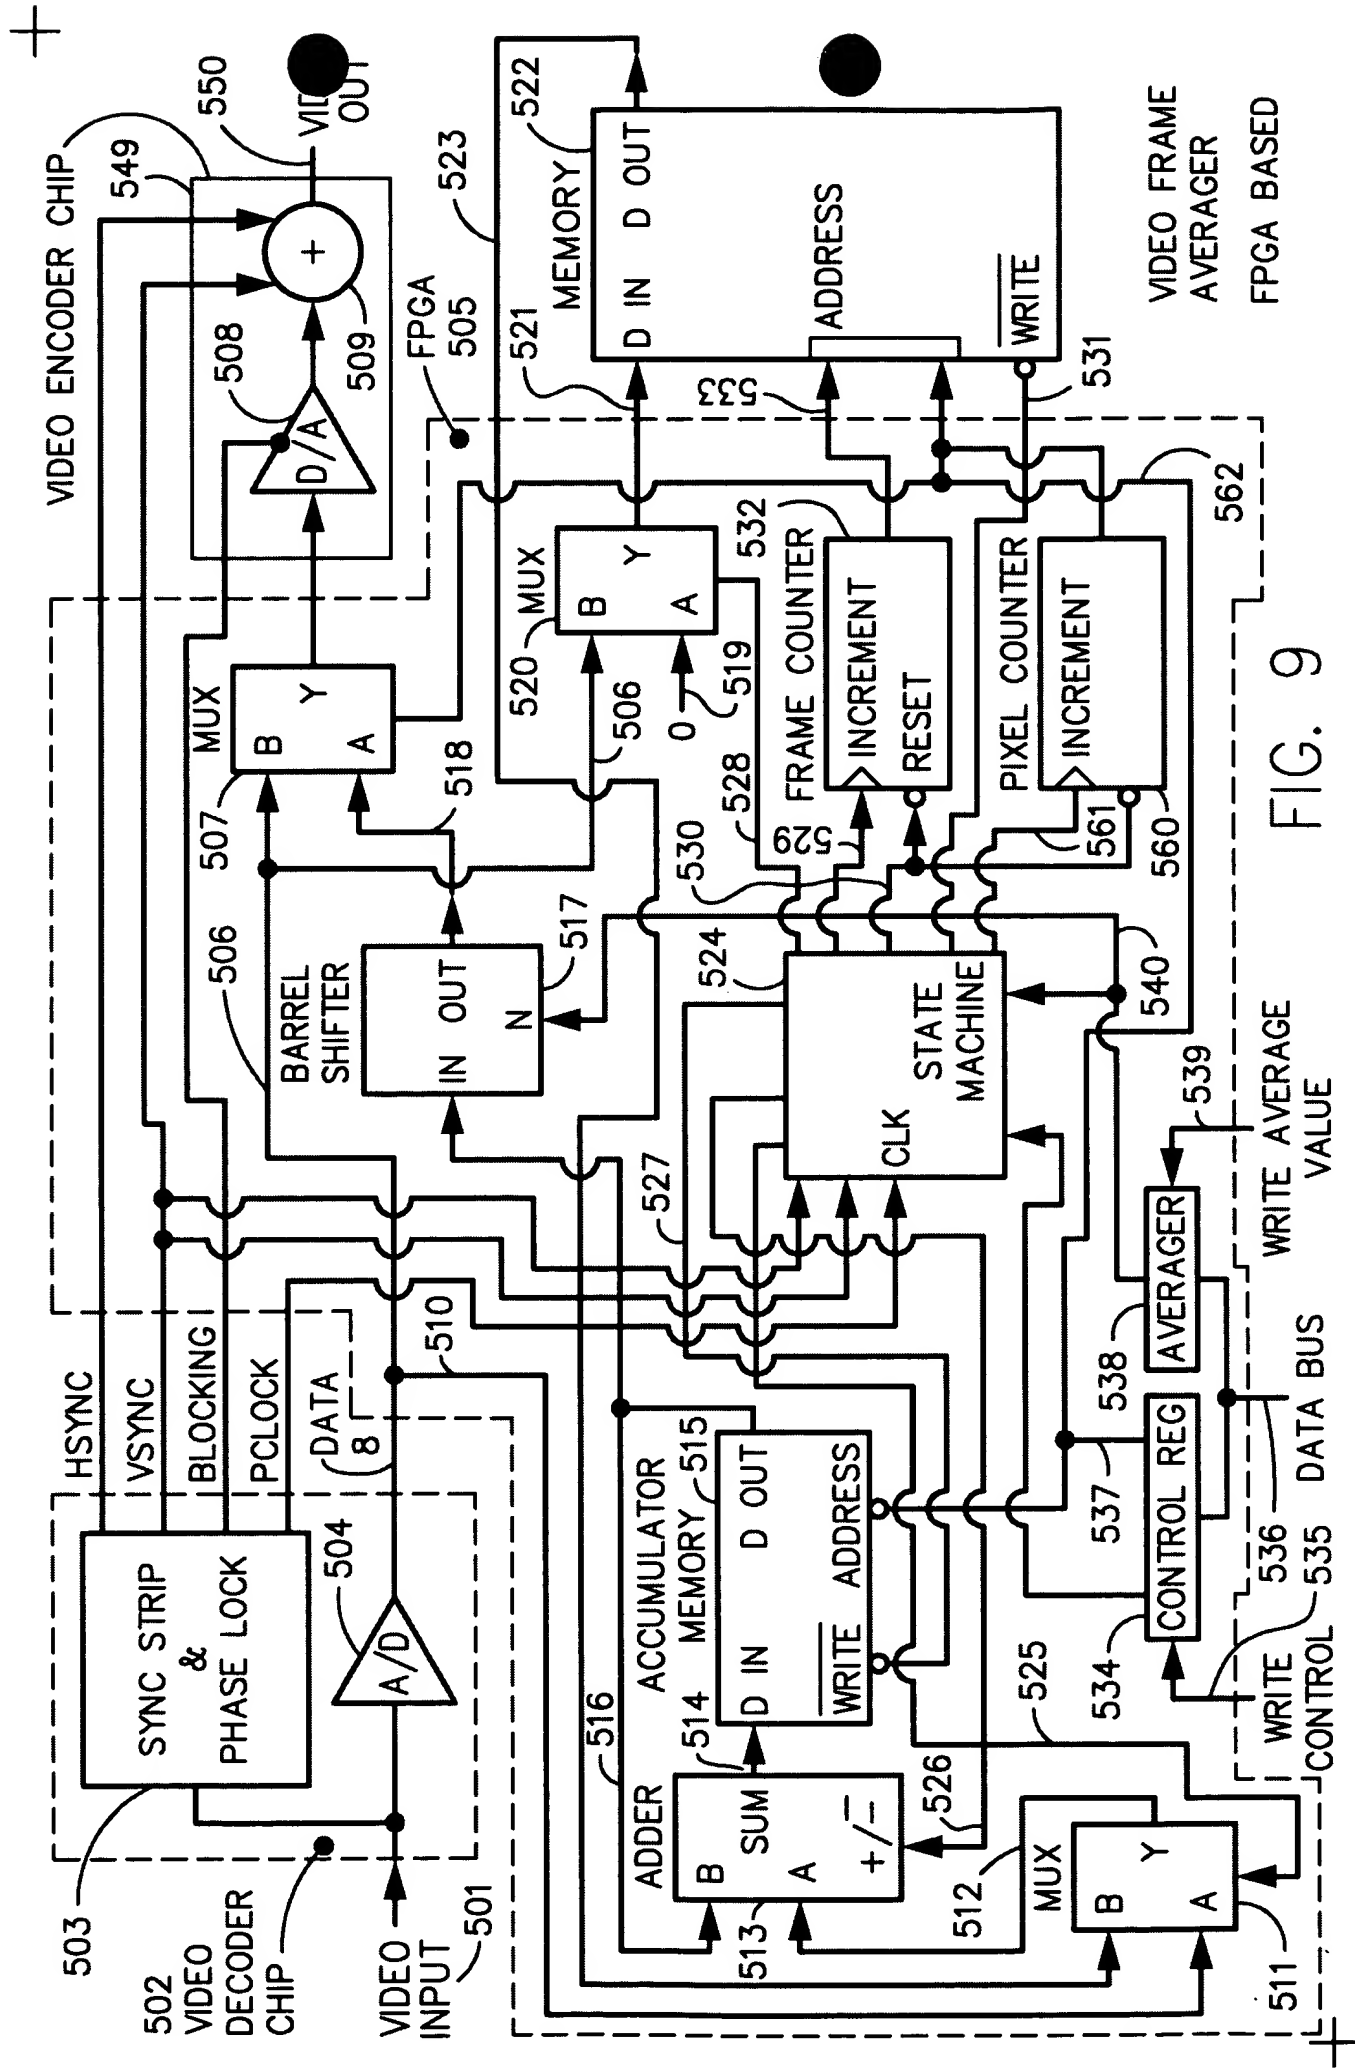 VIDEO ENCODER CHIP
549
550
VID
OUT
HSYNC
VSYNC
BLOCKING
PCLOCK
SYNC STRIP
&
PHASE LOCK
503
502
VIDEO
DECODER
CHIP
VIDEO
INPUT
501
A/D
504
DATA
8
506
510
MUX
B
Y
A
507
D/A
508
+
509
FPGA
505
523
BARREL
SHIFTER
IN
OUT
N
517
518
506
MUX
B
Y
A
520
0
519
521
MEMORY
522
D IN
D OUT
ADDRESS
WRITE
533
531
516
ADDER
B
SUM
A
+/−
513
514
ACCUMULATOR
MEMORY
515
D IN
D OUT
WRITE
ADDRESS
527
524
STATE
MACHINE
CLK
530
528
529
FRAME COUNTER
532
INCREMENT
RESET
PIXEL COUNTER
INCREMENT
561
560
562
512
MUX
B
Y
A
511
526
525
534
CONTROL REG
537
538
AVERAGER
539
540
WRITE
CONTROL
535
536
DATA BUS
WRITE AVERAGE
VALUE
FIG. 9
VIDEO FRAME
AVERAGER
FPGA BASED